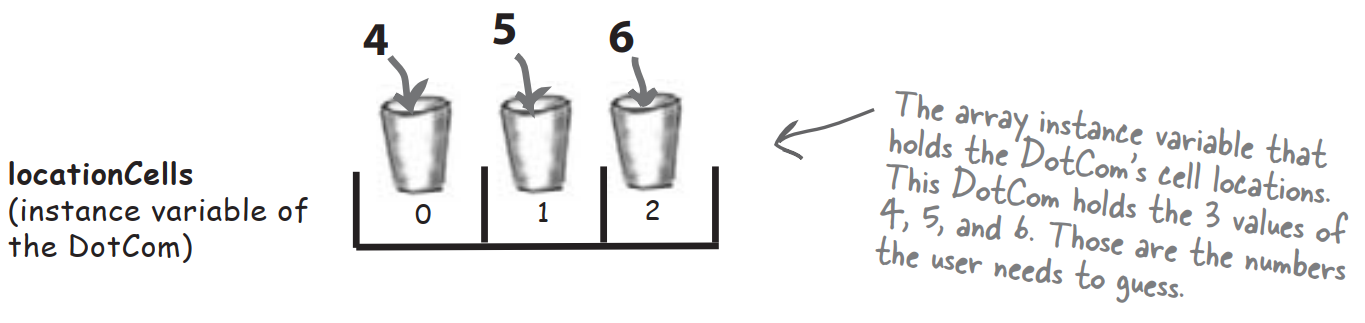 4 5 6
locationCells
(instance variable of
the DotCom)
0 1 2
The array instance variable that
holds the DotCom's cell locations.
This DotCom holds the 3 values of
4, 5, and 6. Those are the numbers
the user needs to guess.